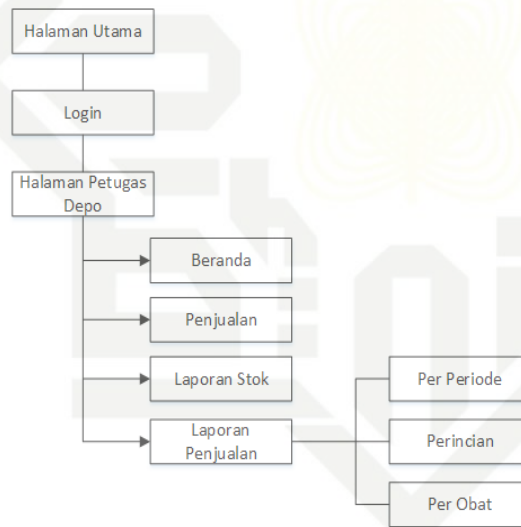 Halaman Utama
Login
Halaman Petugas
Depo
Beranda
Penjualan
Laporan Stok
Laporan
Penjualan
Per Periode
Perincian
Per Obat